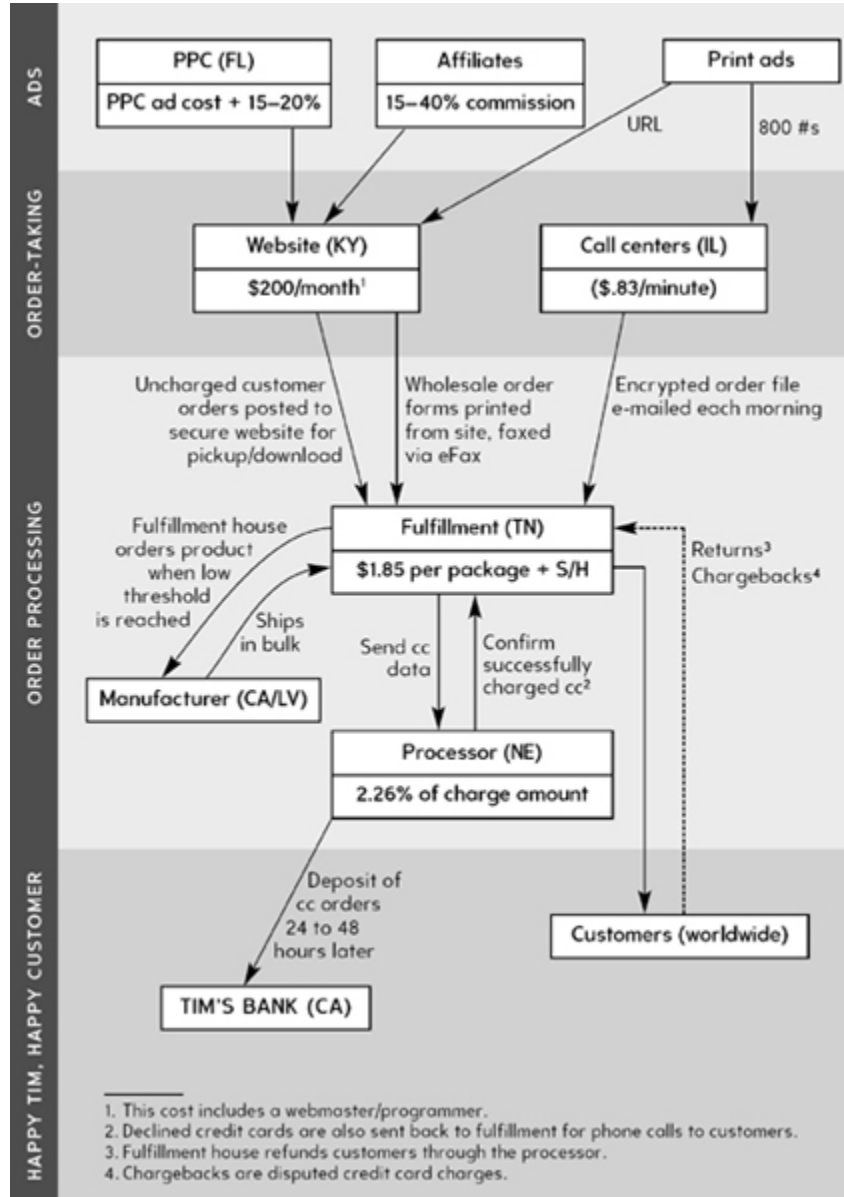 ADS
PPC (FL)
PPC ad cost + 15–20%
Affiliates
15–40% commission
Print ads
URL
800 #s
ORDER-TAKING
Website (KY)
$200/month¹
Call centers (IL)
($.83/minute)
Uncharged customer
orders posted to
secure website for
pickup/download
Wholesale order
forms printed
from site, faxed
via eFax
Encrypted order file
e-mailed each morning
ORDER PROCESSING
Fulfillment (TN)
$1.85 per package + S/H
Fulfillment house
orders product
when low
threshold
is reached
Ships
in bulk
Returns³
Chargebacks⁴
Send cc
data
Confirm
successfully
charged cc²
Manufacturer (CA/LV)
Processor (NE)
2.26% of charge amount
HAPPY TIM, HAPPY CUSTOMER
Deposit of
cc orders
24 to 48
hours later
Customers (worldwide)
TIM'S BANK (CA)
1. This cost includes a webmaster/programmer.
2. Declined credit cards are also sent back to fulfillment for phone calls to customers.
3. Fulfillment house refunds customers through the processor.
4. Chargebacks are disputed credit card charges.